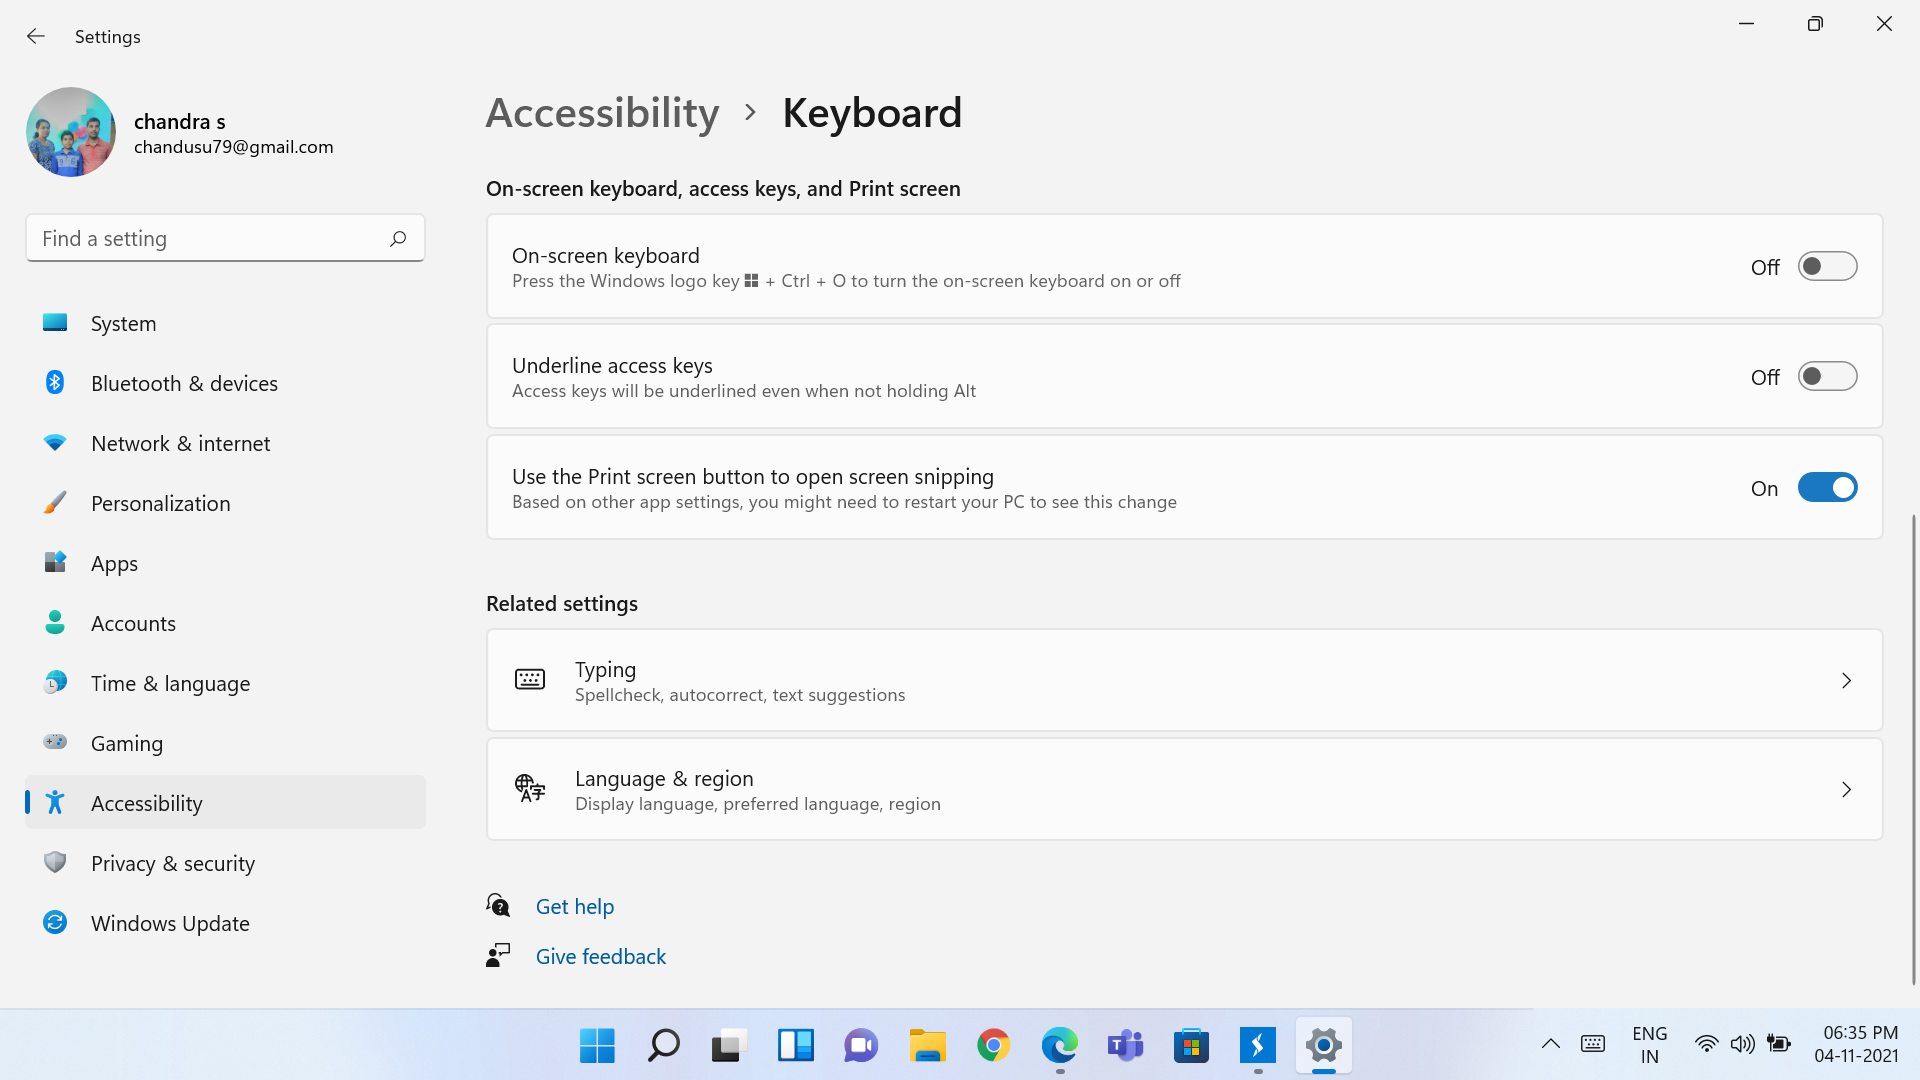 Settings
chandra s
chandusu79@gmail.com
Find a setting
System
Bluetooth & devices
Network & internet
Personalization
Apps
Accounts
Time & language
Gaming
Accessibility
Privacy & security
Windows Update
Accessibility > Keyboard
On-screen keyboard, access keys, and Print screen
On-screen keyboard
Press the Windows logo key + Ctrl + O to turn the on-screen keyboard on or off
Off
Underline access keys
Access keys will be underlined even when not holding Alt
Off
Use the Print screen button to open screen snipping
Based on other app settings, you might need to restart your PC to see this change
On
Related settings
Typing
Spellcheck, autocorrect, text suggestions
Language & region
Display language, preferred language, region
Get help
Give feedback
ENG
IN
06:35 PM
04-11-2021